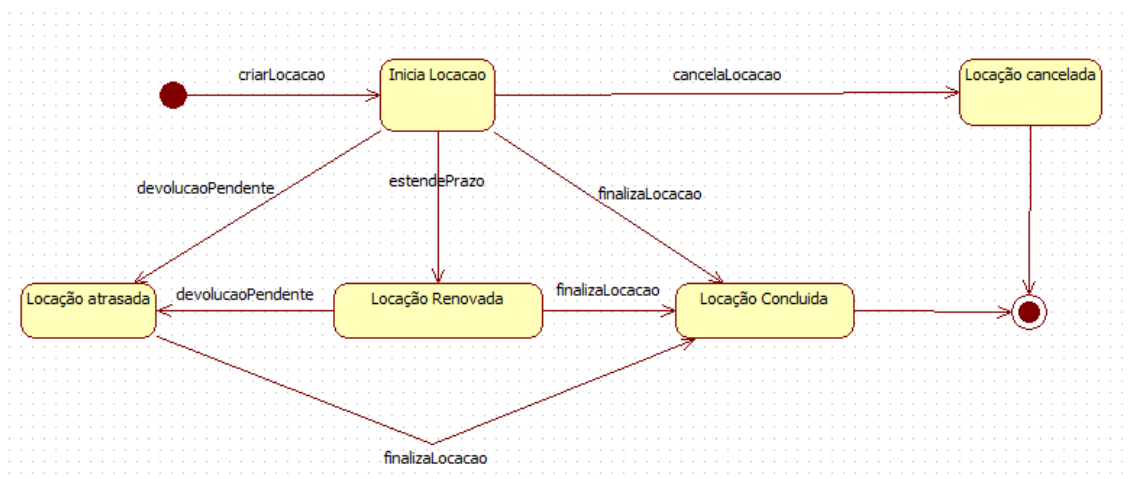 criarLocacao
Inicia Locacao
cancelaLocacao
Locação cancelada
devolucaoPendente
estendePrazo
finalizaLocacao
Locação atrasada
devolucaoPendente
Locação Renovada
finalizaLocacao
Locação Concluida
finalizaLocacao